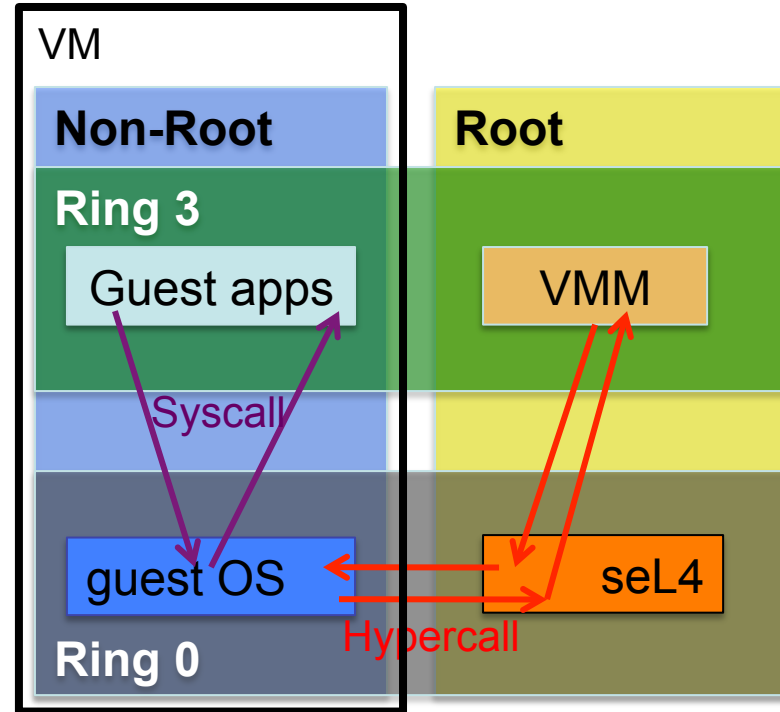 VM
Non-Root
Root
Ring 3
Guest apps
VMM
Syscall
guest OS
seL4
Hypercall
Ring 0